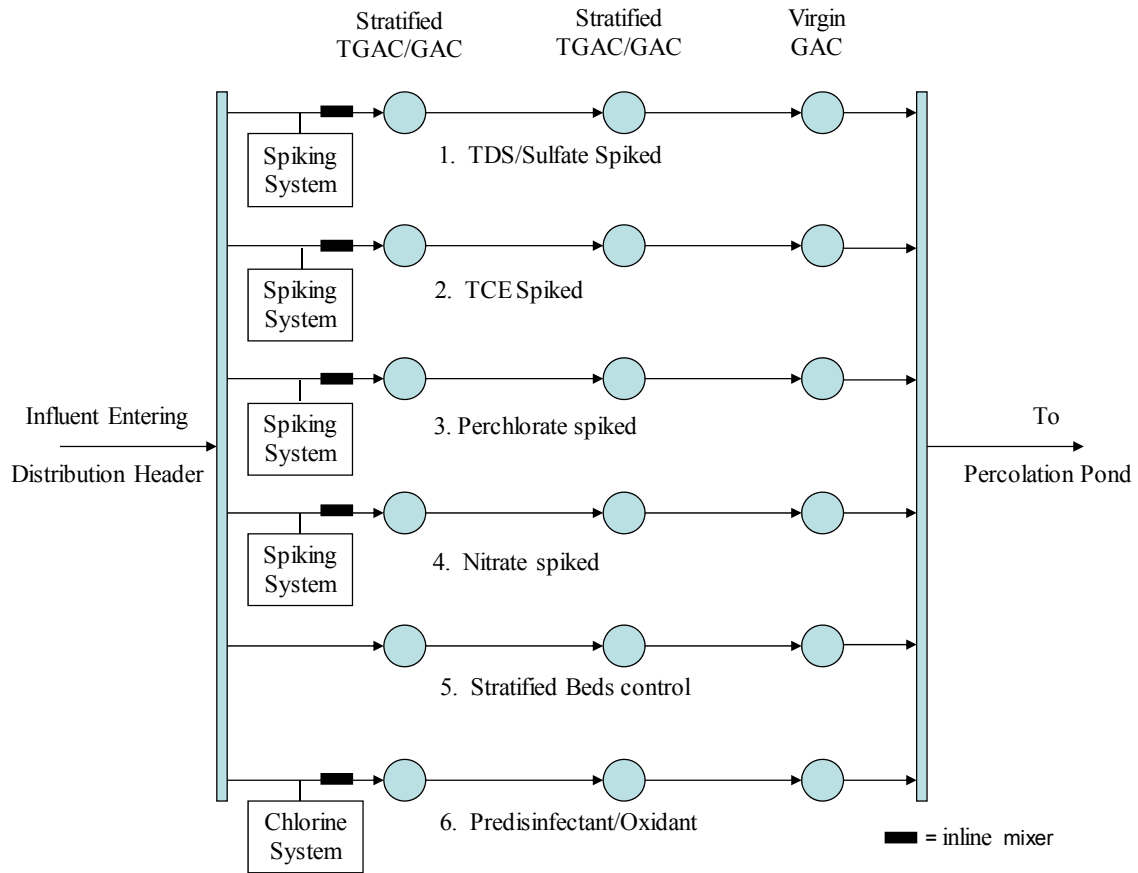 Stratified
TGAC/GAC
Stratified
TGAC/GAC
Virgin
GAC
Spiking
System
1. TDS/Sulfate Spiked
Spiking
System
2. TCE Spiked
Influent Entering
Distribution Header
Spiking
System
3. Perchlorate spiked
To
Percolation Pond
Spiking
System
4. Nitrate spiked
5. Stratified Beds control
Chlorine
System
6. Predisinfectant/Oxidant
= inline mixer